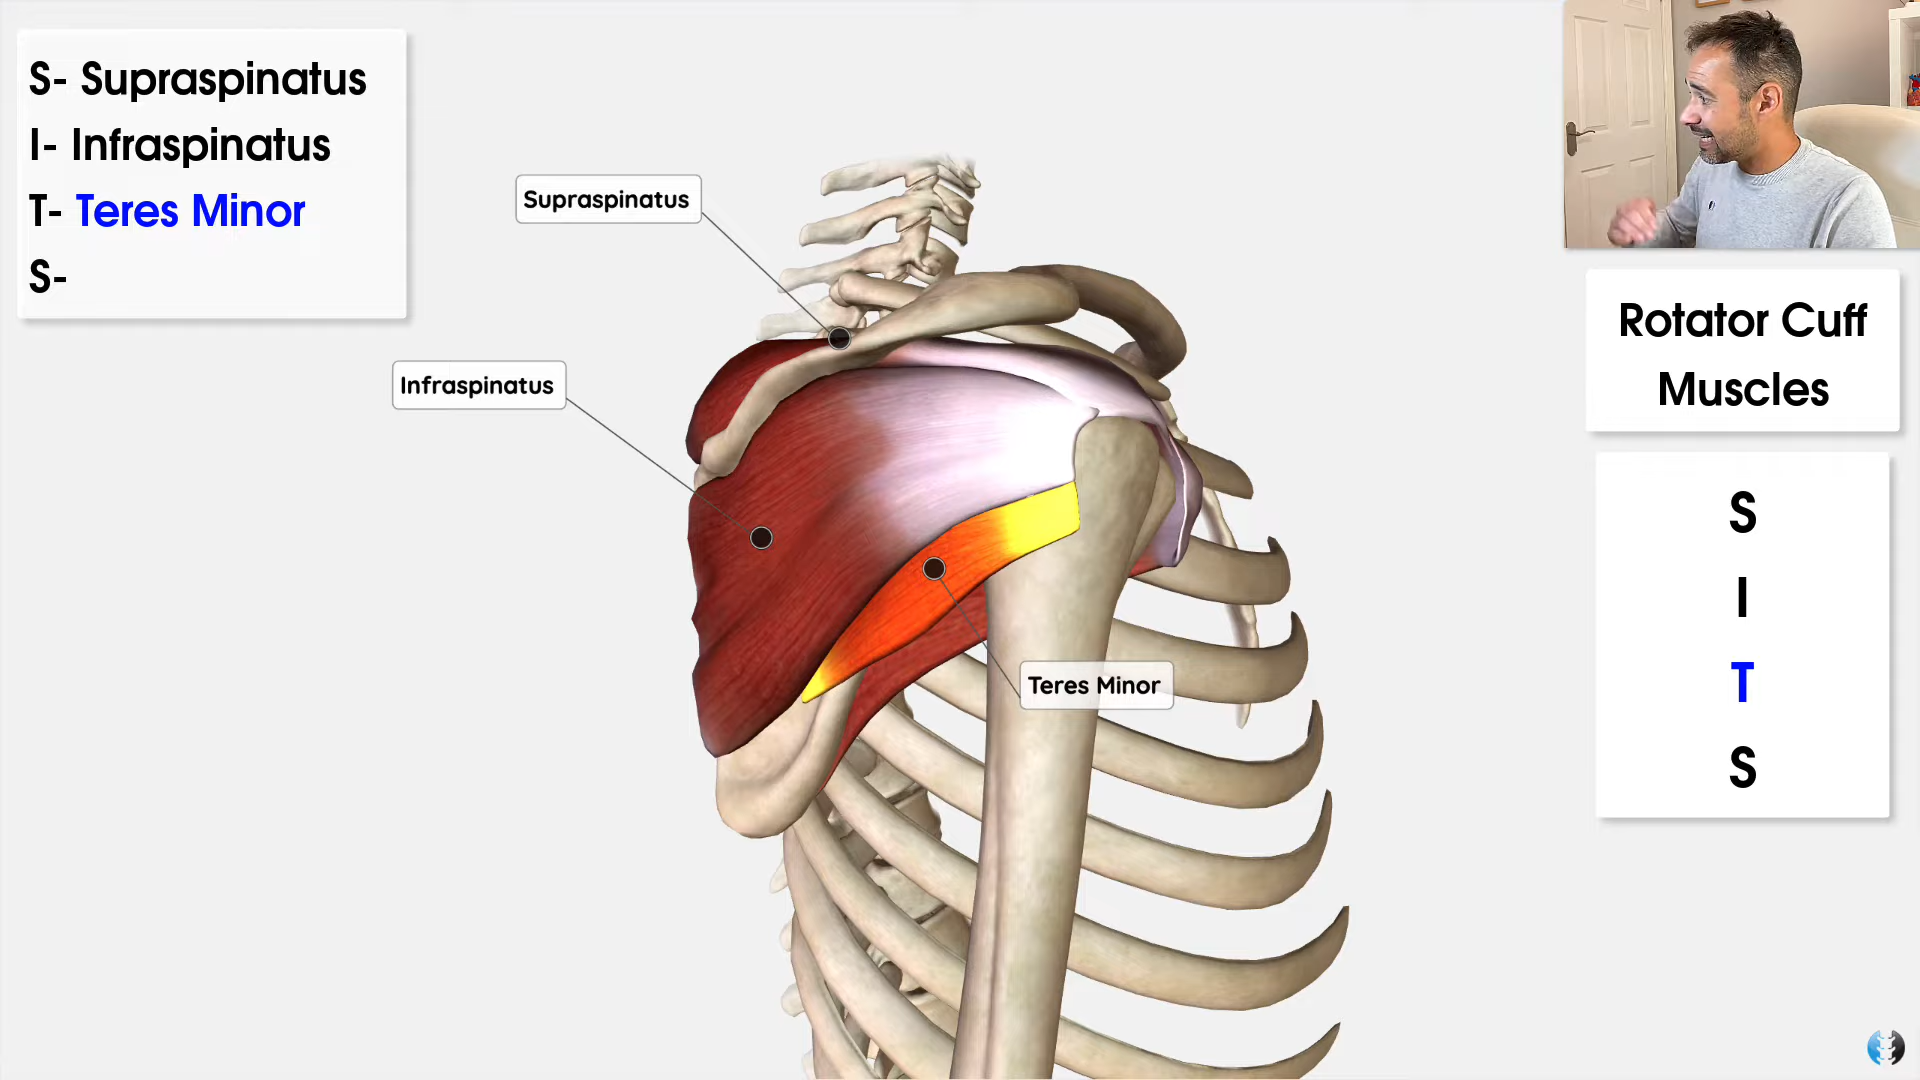 S- Supraspinatus
I- Infraspinatus
T- Teres Minor
S-
Supraspinatus
Infraspinatus
Teres Minor
Rotator Cuff
Muscles
S
I
T
S